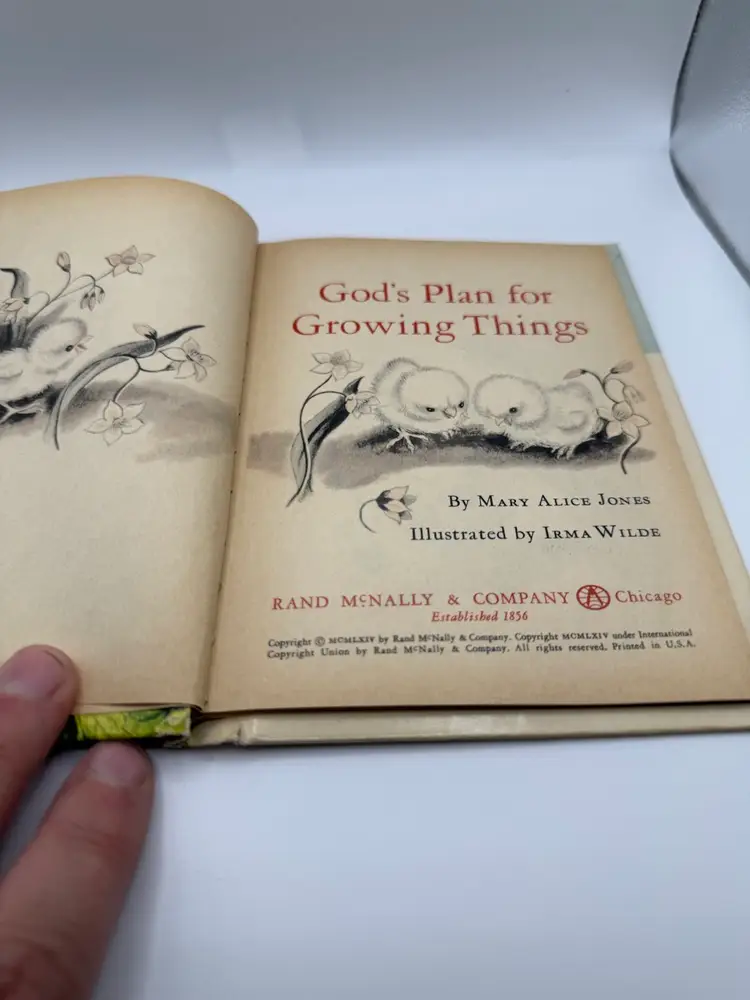 God's Plan for
Growing Things
By Mary Alice Jones
Illustrated by Irma Wilde
RAND McNALLY & COMPANY Chicago
Established 1856
Copyright © MCMLXIV by Rand McNally & Company. Copyright MCMLXIV under International
Copyright Union by Rand McNally & Company. All rights reserved. Printed in U.S.A.